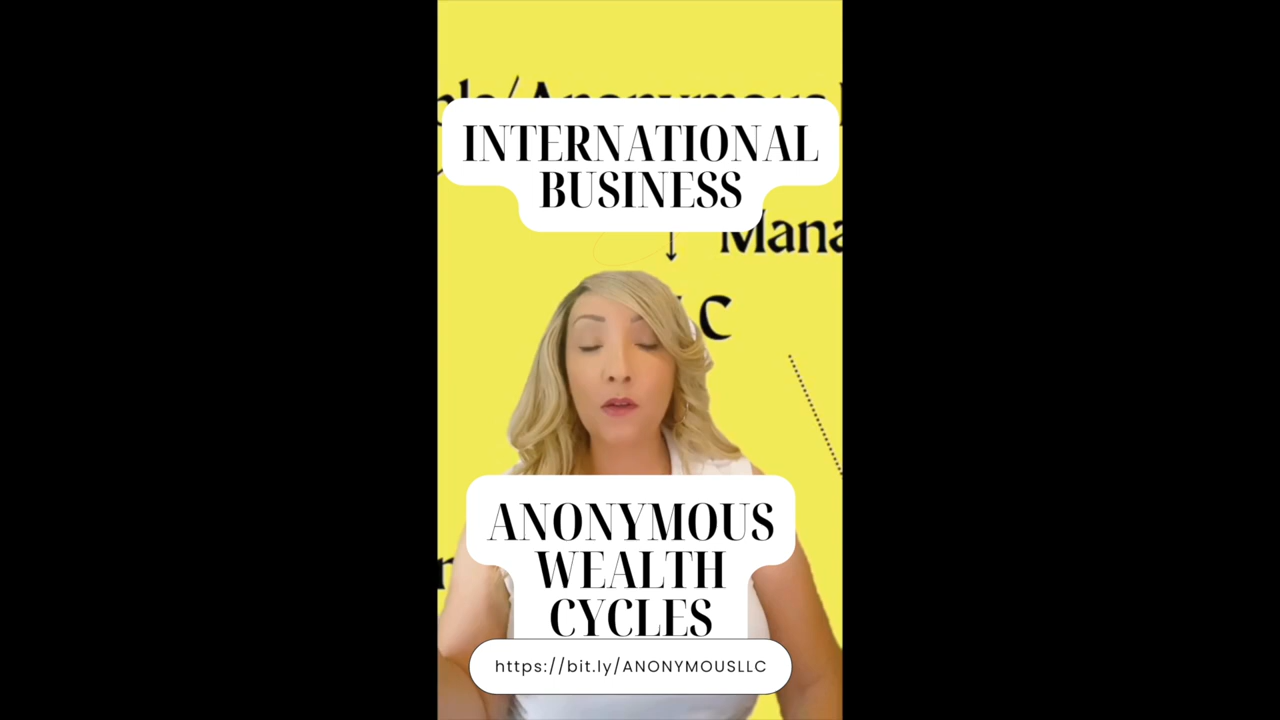 INTERNATIONAL
BUSINESS
Mana
C
ANONYMOUS
WEALTH
CYCLES
https://bit.ly/ANONYMOUSLLC